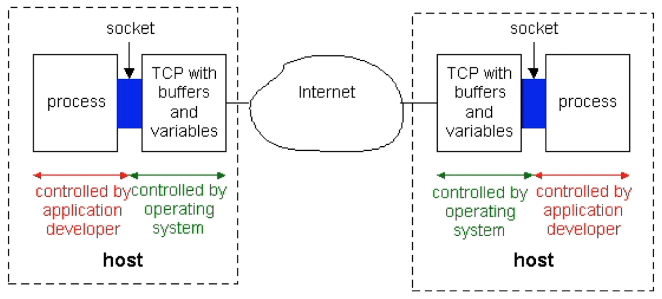 socket
process
TCP with
buffers
and
variables
controlled by
application
developer
controlled by
operating
system
host
Internet
socket
TCP with
buffers
and
variables
process
controlled by
operating
system
controlled by
application
developer
host